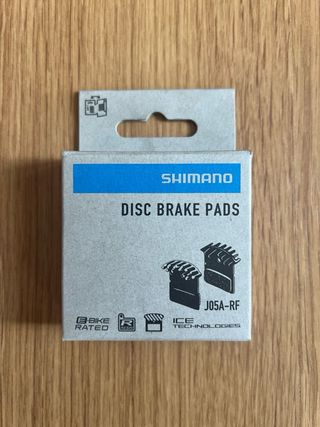 SHIMANO
DISC BRAKE PADS
J05A-RF
E-BIKE RATED
ICE TECHNOLOGIES